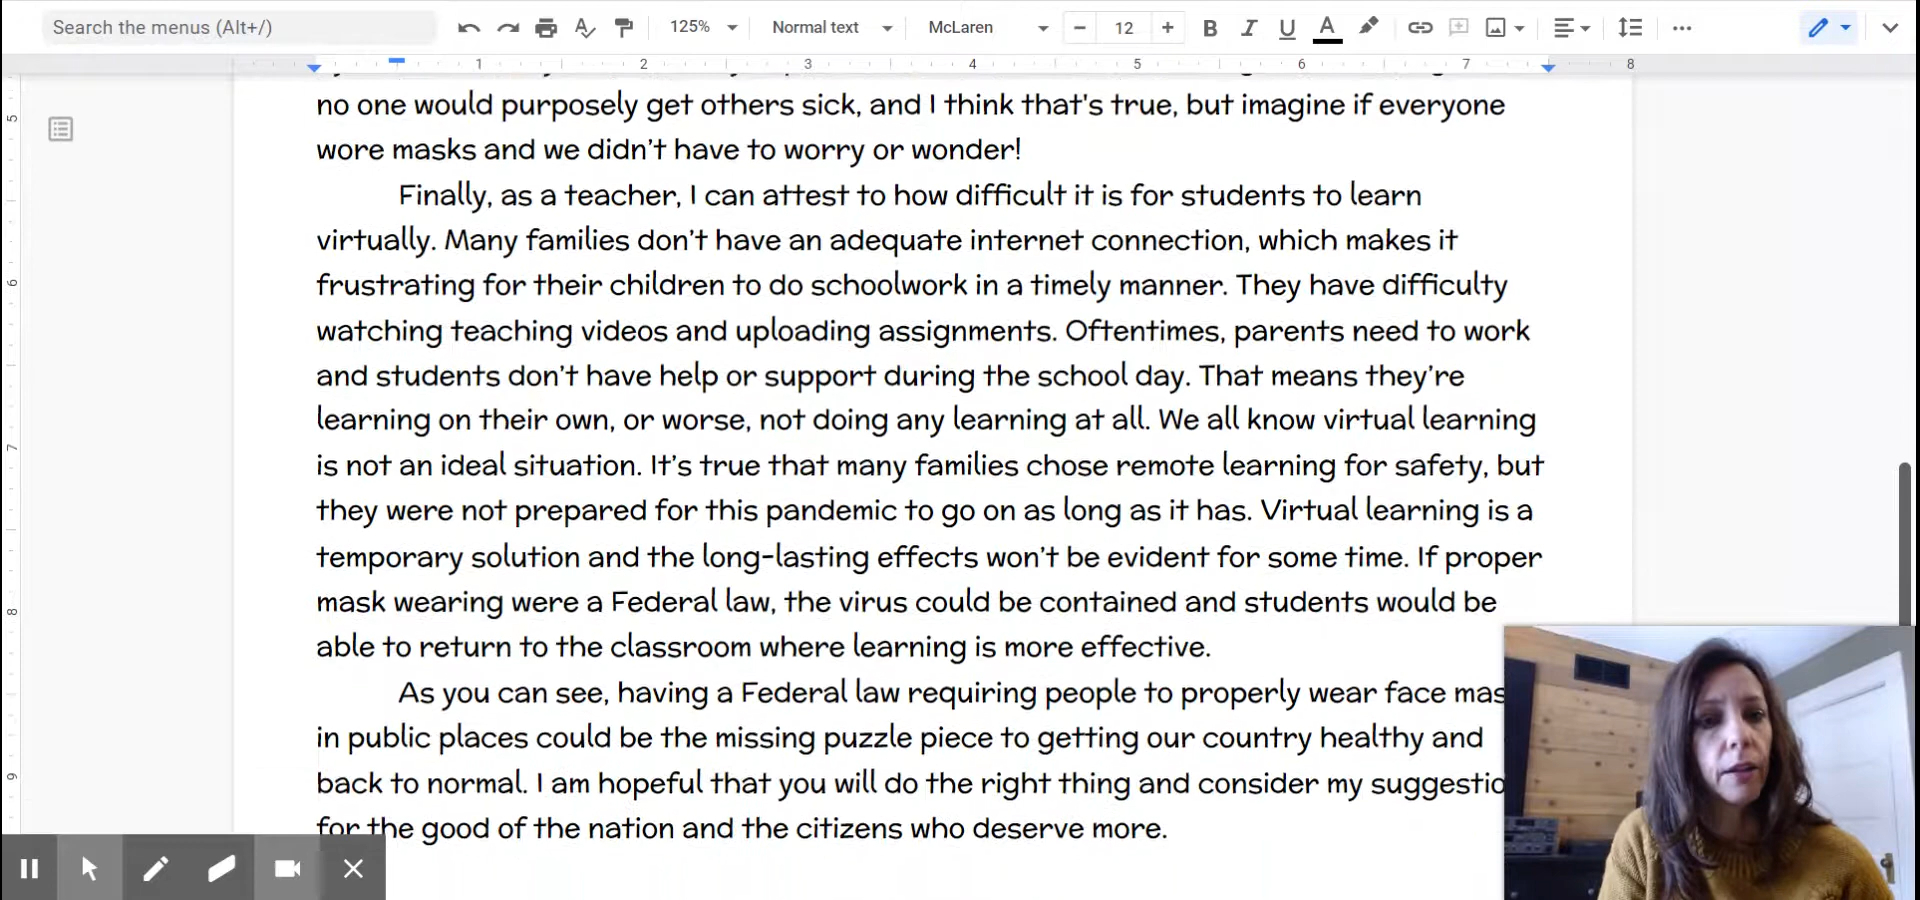 Search the menus (Alt+/)
125%
Normal text
McLaren
12
B
I
U
A
1 2 3 4 5 6 7 8
5
6
7
8
9
no one would purposely get others sick, and I think that's true, but imagine if everyone
wore masks and we didn't have to worry or wonder!
Finally, as a teacher, I can attest to how difficult it is for students to learn
virtually. Many families don't have an adequate internet connection, which makes it
frustrating for their children to do schoolwork in a timely manner. They have difficulty
watching teaching videos and uploading assignments. Oftentimes, parents need to work
and students don't have help or support during the school day. That means they're
learning on their own, or worse, not doing any learning at all. We all know virtual learning
is not an ideal situation. It's true that many families chose remote learning for safety, but
they were not prepared for this pandemic to go on as long as it has. Virtual learning is a
temporary solution and the long-lasting effects won't be evident for some time. If proper
mask wearing were a Federal law, the virus could be contained and students would be
able to return to the classroom where learning is more effective.
As you can see, having a Federal law requiring people to properly wear face mas
in public places could be the missing puzzle piece to getting our country healthy and
back to normal. I am hopeful that you will do the right thing and consider my suggestio
for the good of the nation and the citizens who deserve more.